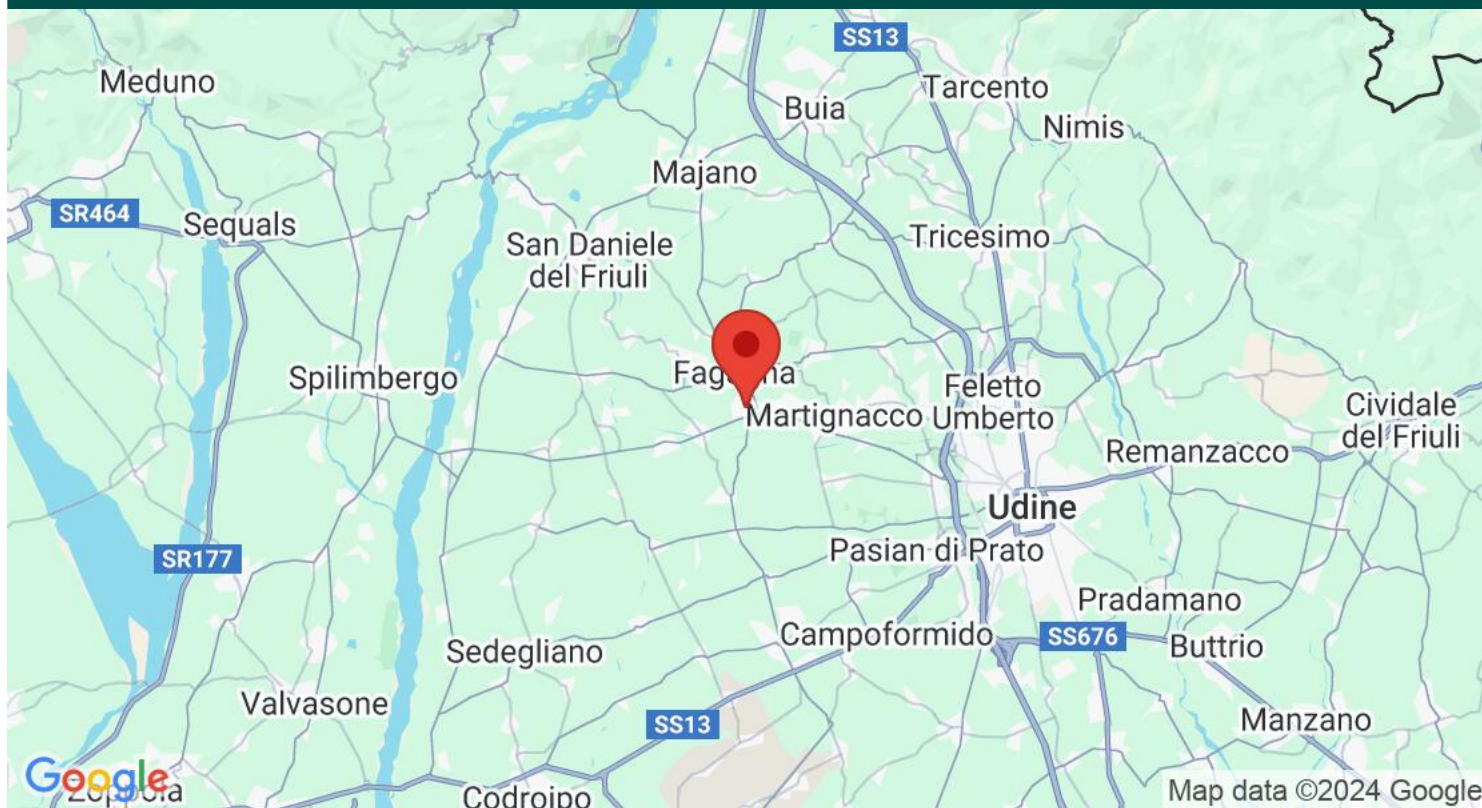 SS13
Meduno
Tarcento
Buia
Nimis
Majano
SR464
Sequals
San Daniele
del Friuli
Tricesimo
Spilimbergo
Martignacco
Feletto
Umberto
Cividale
del Friuli
Remanzacco
Udine
Pasian di Prato
SR177
Pradamano
Campoformido
SS676
Buttrio
Sedegliano
Valvasone
SS13
Manzano
Google
Codroipo
Map data ©2024 Google